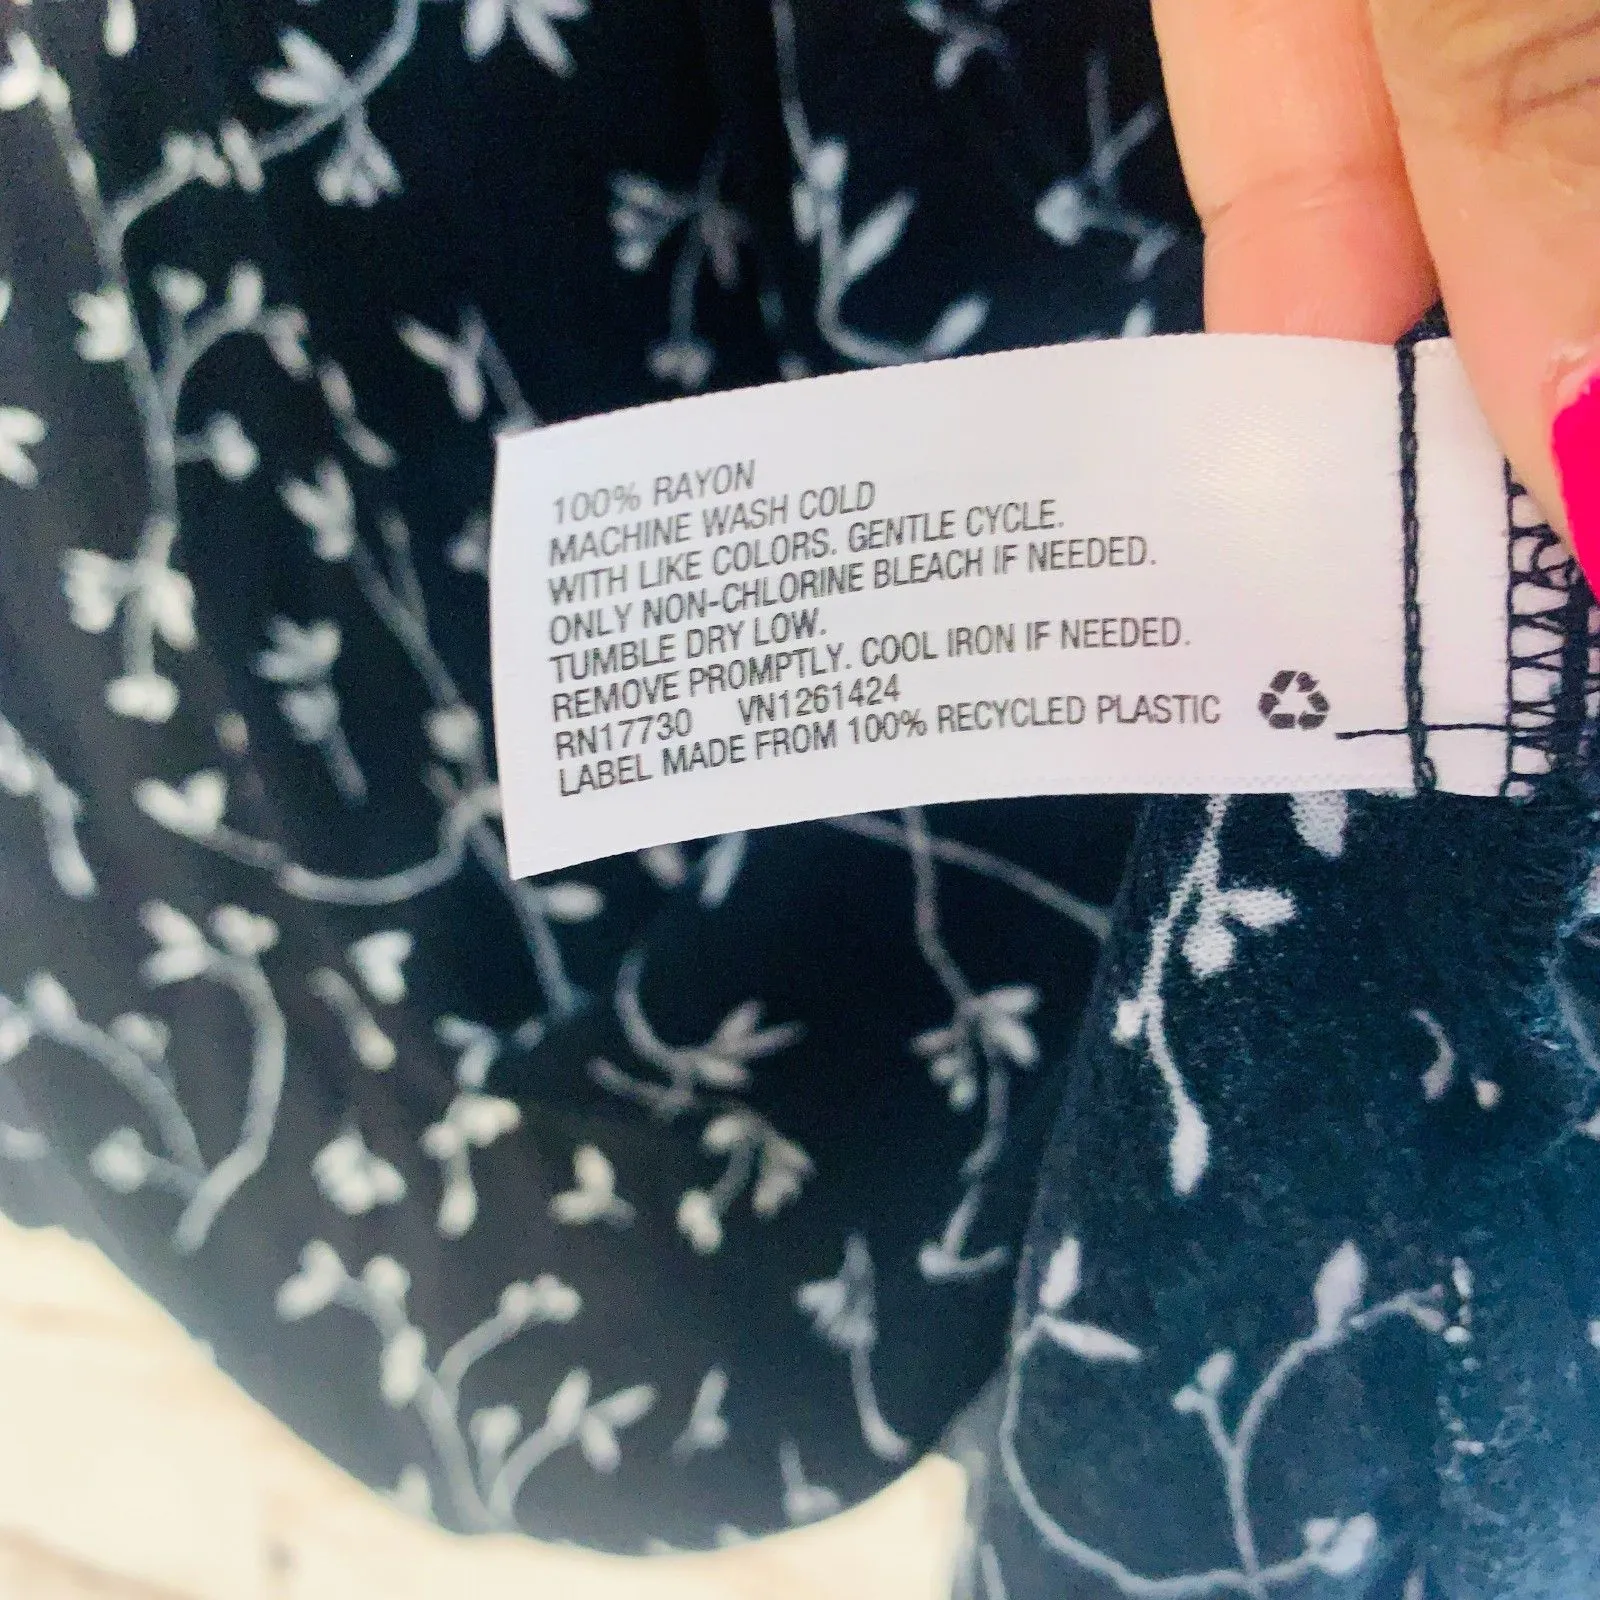 100% RAYON
MACHINE WASH COLD
WITH LIKE COLORS. GENTLE CYCLE.
ONLY NON-CHLORINE BLEACH IF NEEDED.
TUMBLE DRY LOW.
REMOVE PROMPTLY. COOL IRON IF NEEDED.
RN17730 VN1261424
LABEL MADE FROM 100% RECYCLED PLASTIC